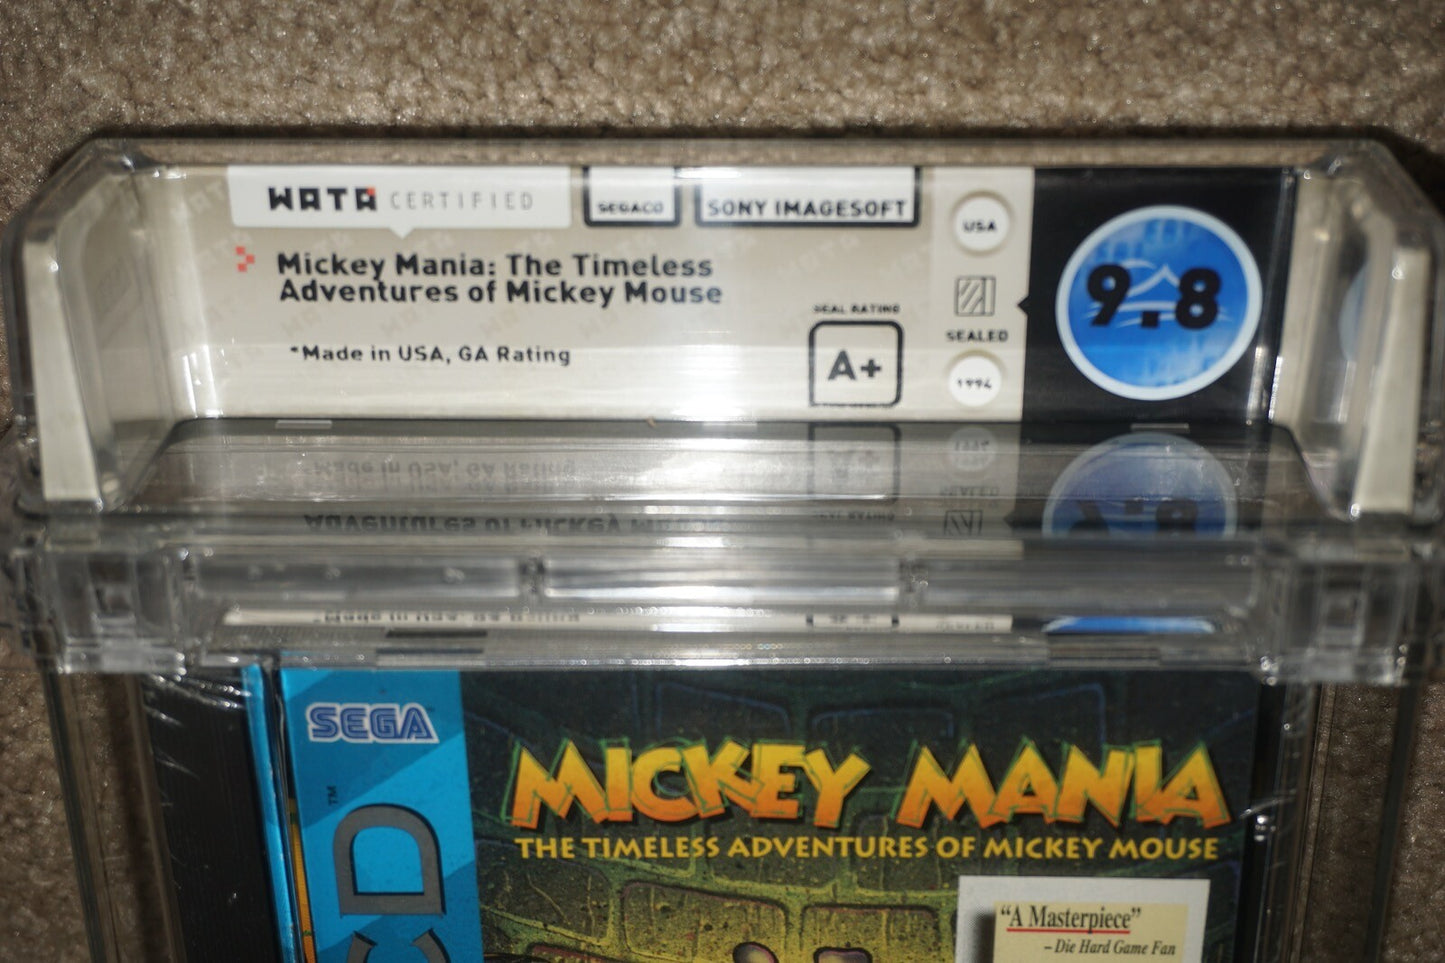 WATA CERTIFIED
SEGACD
SONY IMAGESOFT
Mickey Mania: The Timeless
Adventures of Mickey Mouse
*Made in USA, GA Rating
SEAL RATING
A+
USA
SEALED
1994
9.8
SEGA
™
CD
MICKEY MANIA
THE TIMELESS ADVENTURES OF MICKEY MOUSE
"A Masterpiece"
– Die Hard Game Fan